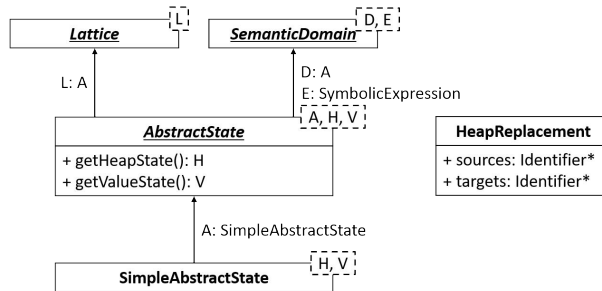 L
D, E
Lattice
SemanticDomain
L: A
D: A
E: SymbolicExpression
A, H, V
AbstractState
HeapReplacement
+ getHeapState(): H
+ sources: Identifier*
+ getValueState(): V
+ targets: Identifier*
A: SimpleAbstractState
H, V
SimpleAbstractState